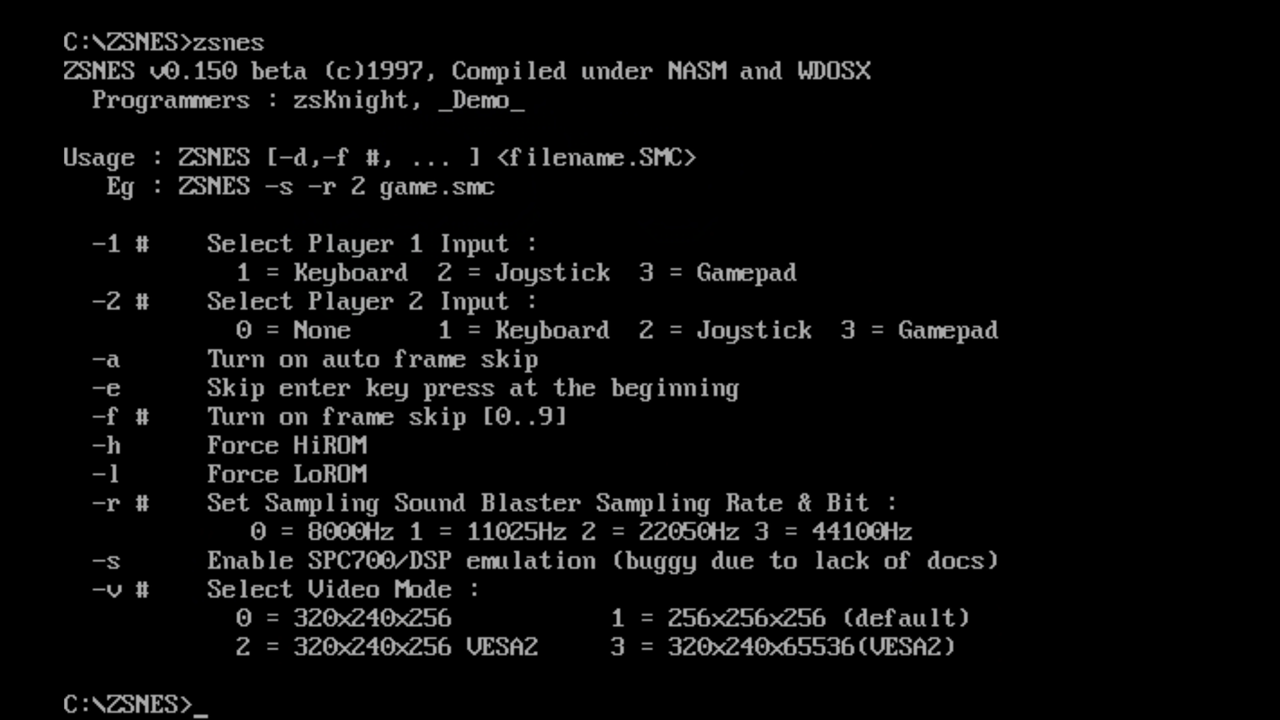 C:\ZSNES>zsnes
ZSNES v0.150 beta (c)1997, Compiled under NASM and WDOSX
Programmers : zsKnight, _Demo_
Usage : ZSNES [-d,-f #, ... ] <filename.SMC>
Eg : ZSNES -s -r 2 game.smc
-1 # Select Player 1 Input :
1 = Keyboard 2 = Joystick 3 = Gamepad
-2 # Select Player 2 Input :
0 = None 1 = Keyboard 2 = Joystick 3 = Gamepad
-a Turn on auto frame skip
-e Skip enter key press at the beginning
-f # Turn on frame skip [0..9]
-h Force HiROM
-l Force LoROM
-r # Set Sampling Sound Blaster Sampling Rate & Bit :
0 = 8000Hz 1 = 11025Hz 2 = 22050Hz 3 = 44100Hz
-s Enable SPC700/DSP emulation (buggy due to lack of docs)
-v # Select Video Mode :
0 = 320x240x256 1 = 256x256x256 (default)
2 = 320x240x256 VESA2 3 = 320x240x65536(VESA2)
C:\ZSNES>_